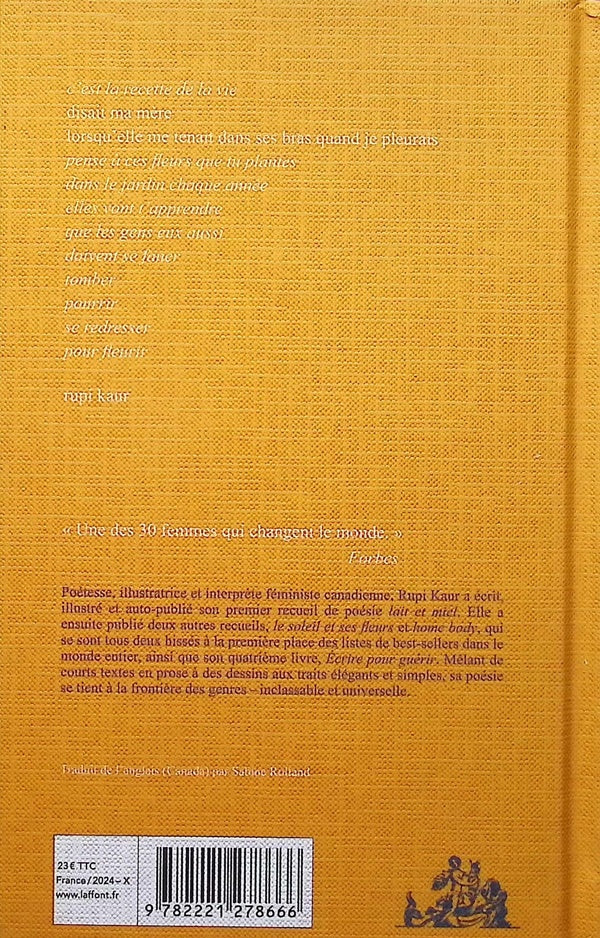 c'est la recette de la vie
disait ma mère
lorsqu'elle me tenait dans ses bras quand je pleurais
pense à ces fleurs que tu plantes
dans le jardin chaque année
elles vont t'apprendre
que les gens eux aussi
doivent se faner
tomber
pourrir
se redresser
pour fleurir
rupi kaur
« Une des 30 femmes qui changent le monde. »
Forbes
Poétesse, illustratrice et interprète féministe canadienne, Rupi Kaur a écrit,
illustré et auto-publié son premier recueil de poésie lait et miel. Elle a
ensuite publié deux autres recueils, le soleil et ses fleurs et home body, qui
se sont tous deux hissés à la première place des listes de best-sellers dans le
monde entier, ainsi que son quatrième livre, Écrire pour guérir. Mêlant de
courts textes en prose à des dessins aux traits élégants et simples, sa poésie
se tient à la frontière des genres – inclassable et universelle.
Traduit de l'anglais (Canada) par Sabine Rolland
23 € TTC
France / 2024 – X
www.laffont.fr
9 782221 278666